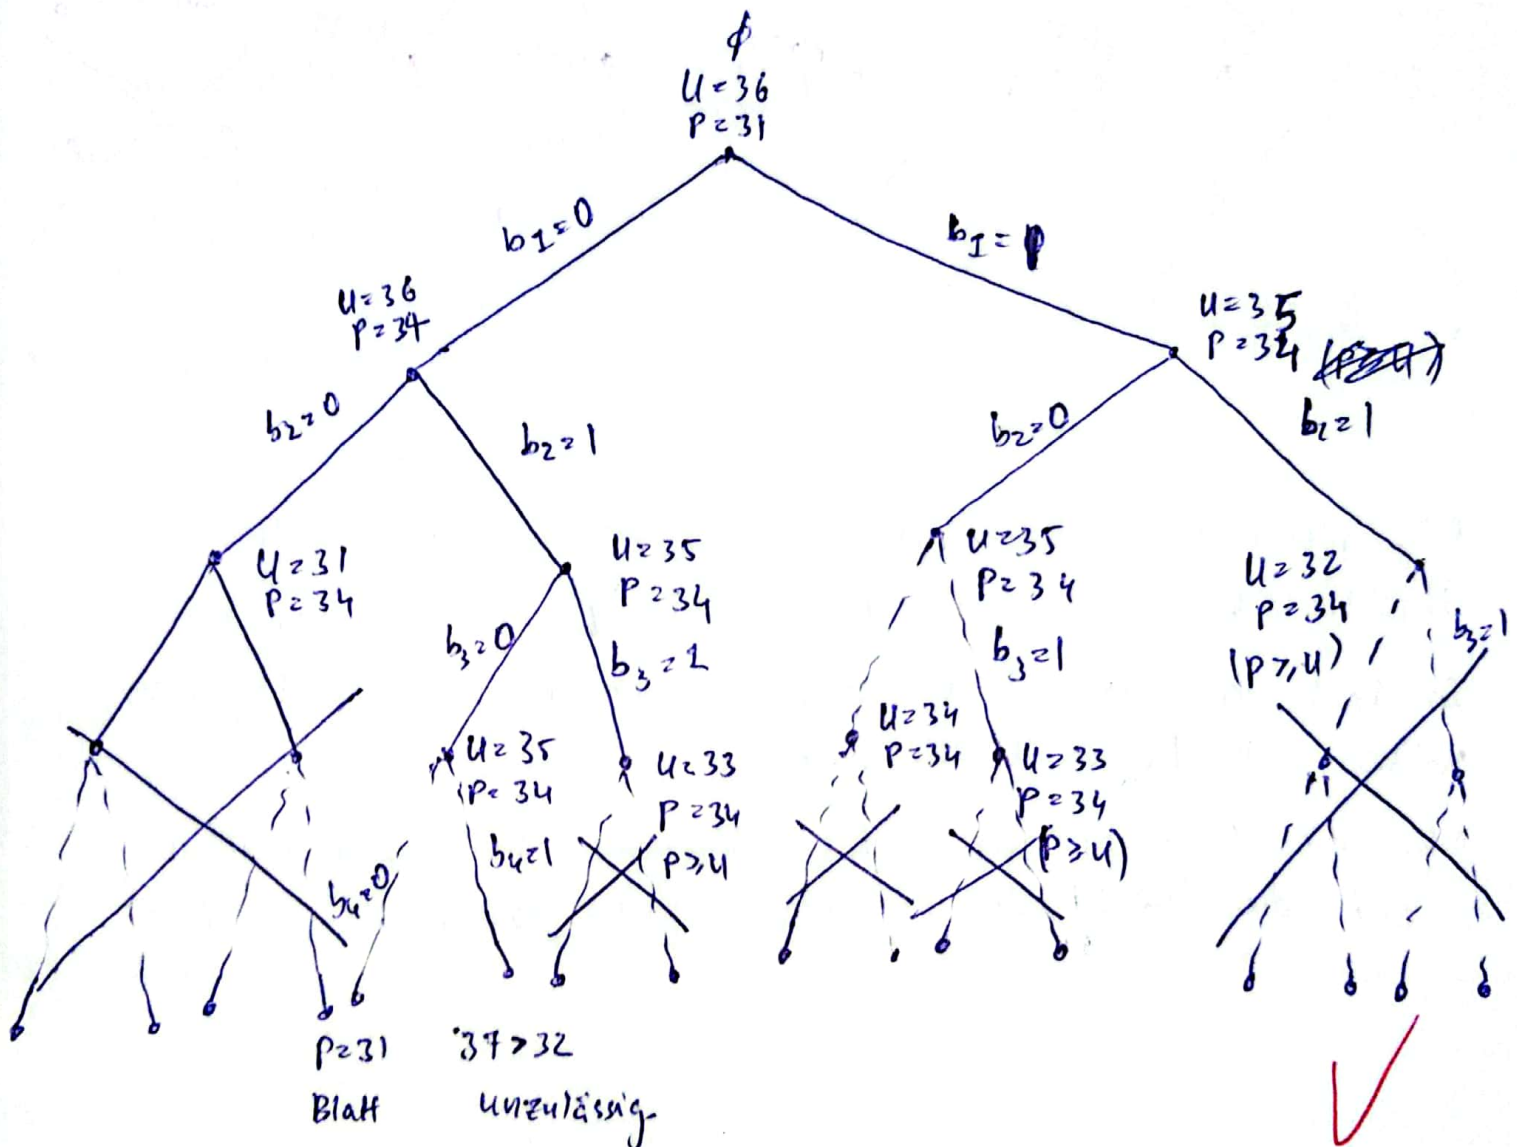 ϕ
U=36
P=31
b1=0
b1=1
U=36
P=34
U=35
P=34
b2=0
b2=1
b2=0
b2=1
U=31
P=34
U=35
P=34
U=35
P=34
U=32
P=34
(P≥U)
b3=0
b3=1
b3=1
b3=1
U=35
P=34
U=33
P=34
P≥U
U=34
P=34
U=33
P=34
(P≥U)
b4=0
b4=1
P=31
37>32
Blatt
unzulässig